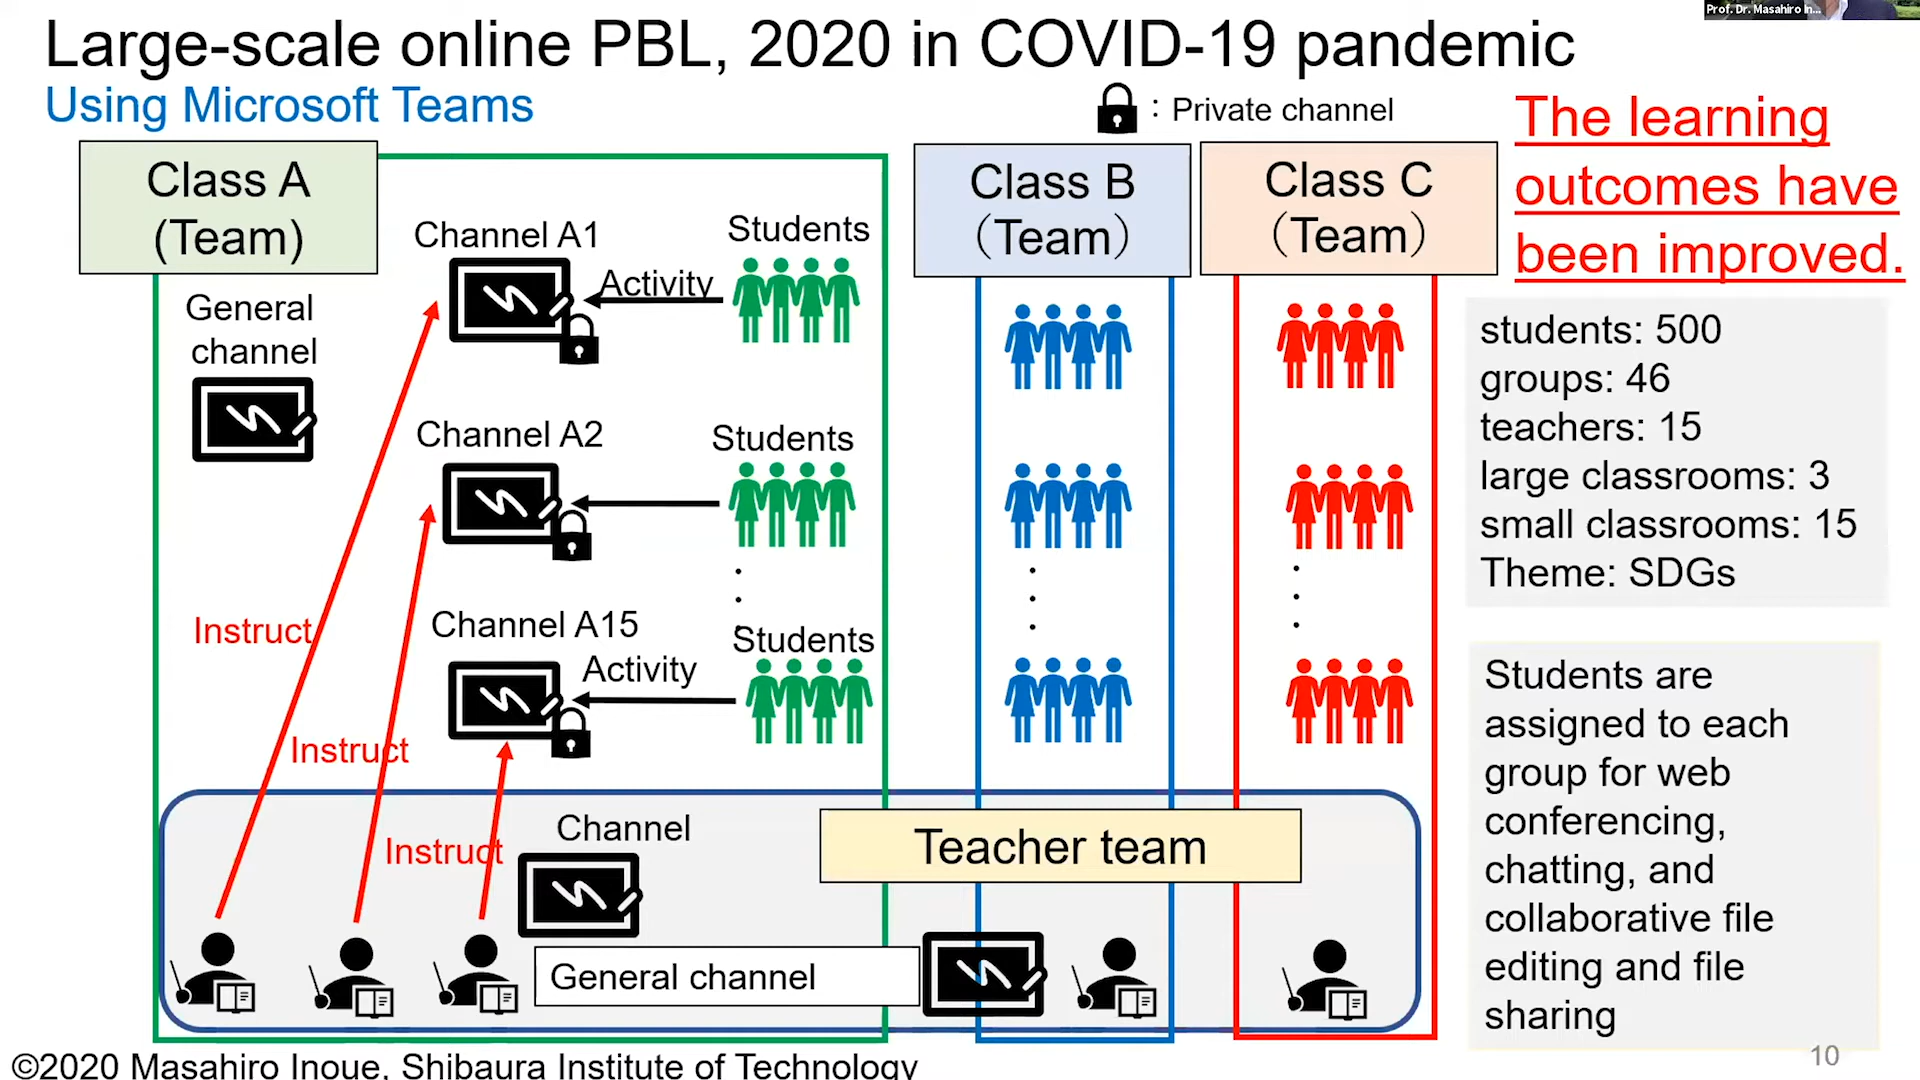 Prof. Dr. Masahiro In...
Large-scale online PBL, 2020 in COVID-19 pandemic
Using Microsoft Teams
: Private channel
The learning
outcomes have
been improved.
Class A
(Team)
Class B
（Team）
Class C
（Team）
General
channel
Channel A1
Activity
Students
Channel A2
Students
Channel A15
Activity
Students
Instruct
Instruct
Instruct
Channel
Teacher team
General channel
students: 500
groups: 46
teachers: 15
large classrooms: 3
small classrooms: 15
Theme: SDGs
Students are
assigned to each
group for web
conferencing,
chatting, and
collaborative file
editing and file
sharing
©2020 Masahiro Inoue, Shibaura Institute of Technology
10